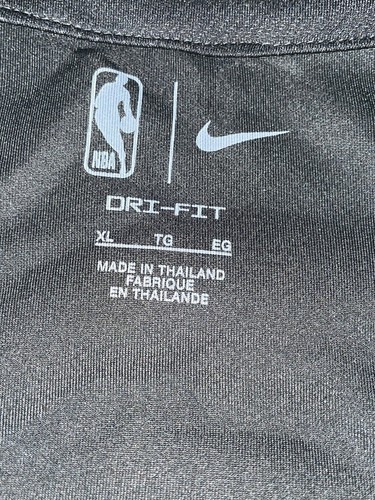 NBA
DRI-FIT
XL TG EG
MADE IN THAILAND
FABRIQUE
EN THAILANDE